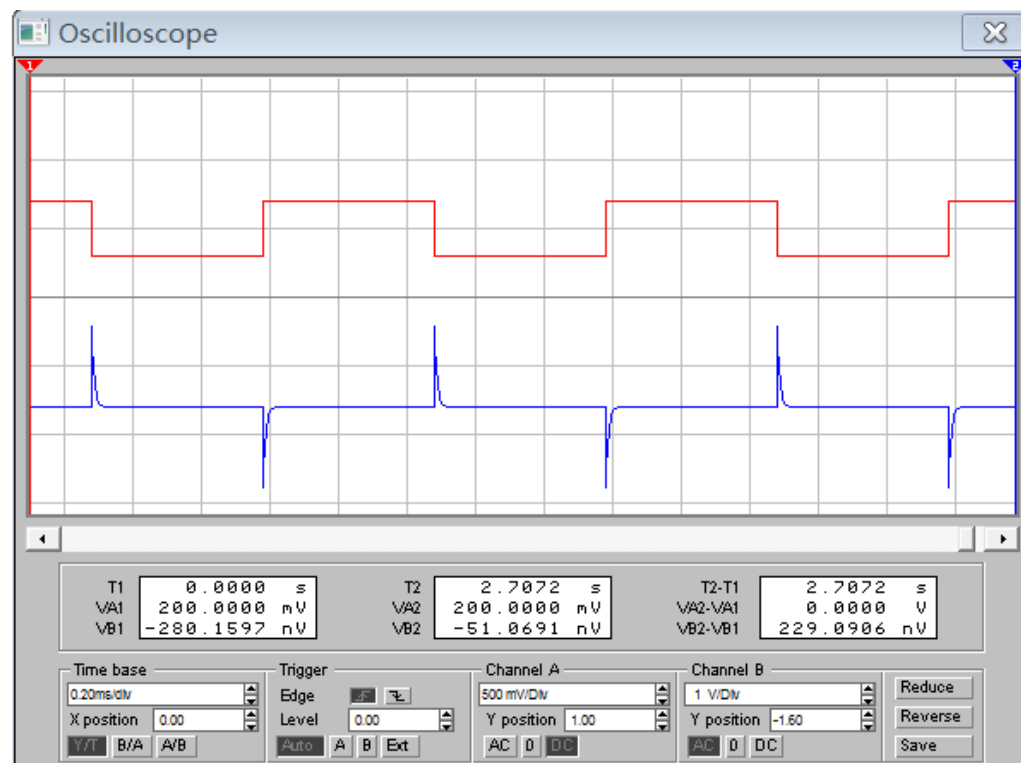 Oscilloscope
1 2
T1 0.0000 s T2 2.7072 s T2-T1 2.7072 s
VA1 200.0000 mV VA2 200.0000 mV VA2-VA1 0.0000 V
VB1 -280.1597 nV VB2 -51.0691 nV VB2-VB1 229.0906 nV
Time base Trigger Channel A Channel B
0.20ms/div Edge 500 mV/Div 1 V/Div Reduce
X position 0.00 Level 0.00 Y position 1.00 Y position -1.60 Reverse
Y/T B/A A/B Auto A B Ext AC 0 DC AC 0 DC Save